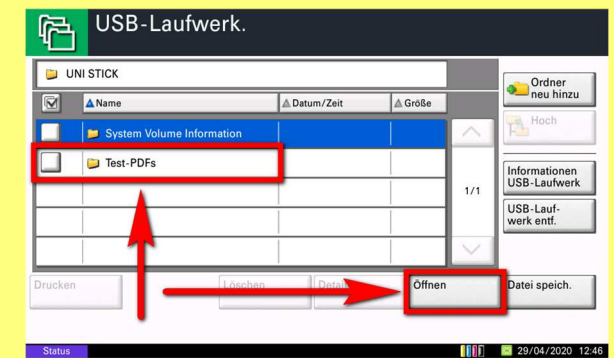 USB-Laufwerk.
UNI STICK
Ordner
neu hinzu
Name
Datum/Zeit
Größe
Hoch
System Volume Information
Test-PDFs
Informationen
USB-Laufwerk
1/1
USB-Lauf-
werk entf.
Drucken
Löschen
Detail
Öffnen
Datei speich.
Status
29/04/2020 12:46